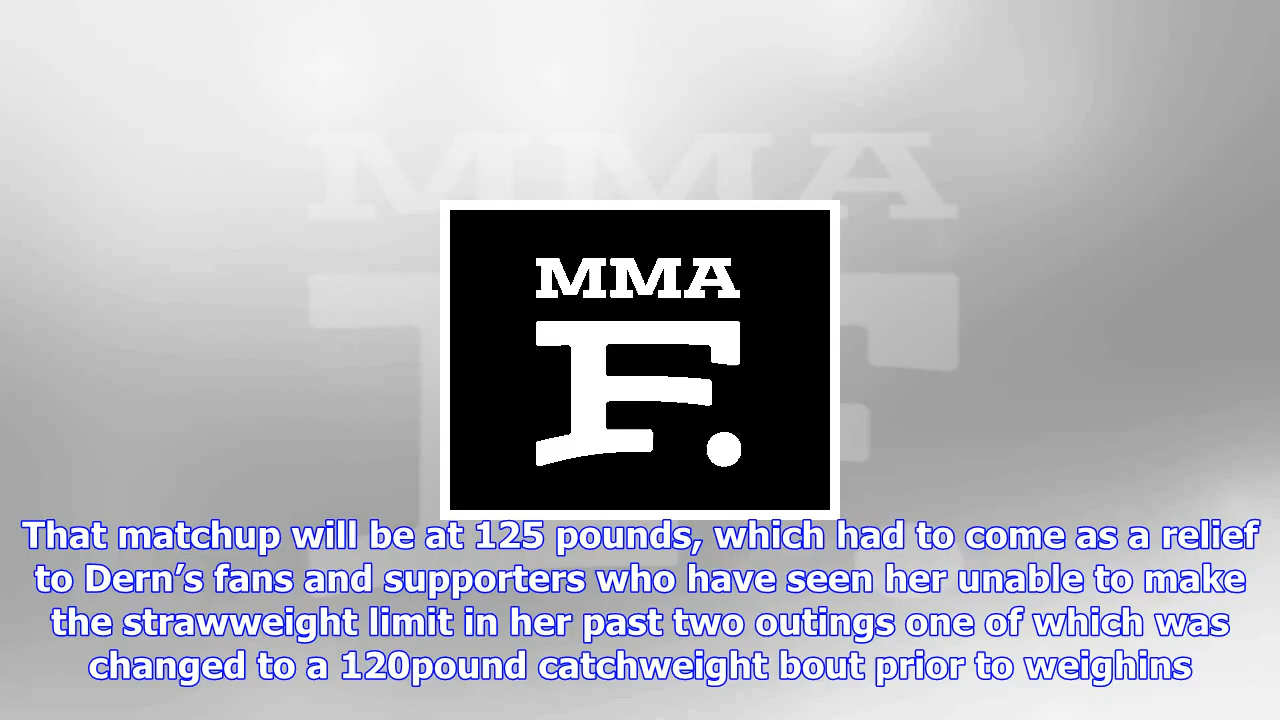 MMA
MMA
F.
That matchup will be at 125 pounds, which had to come as a relief
to Dern’s fans and supporters who have seen her unable to make
the strawweight limit in her past two outings one of which was
changed to a 120pound catchweight bout prior to weighins